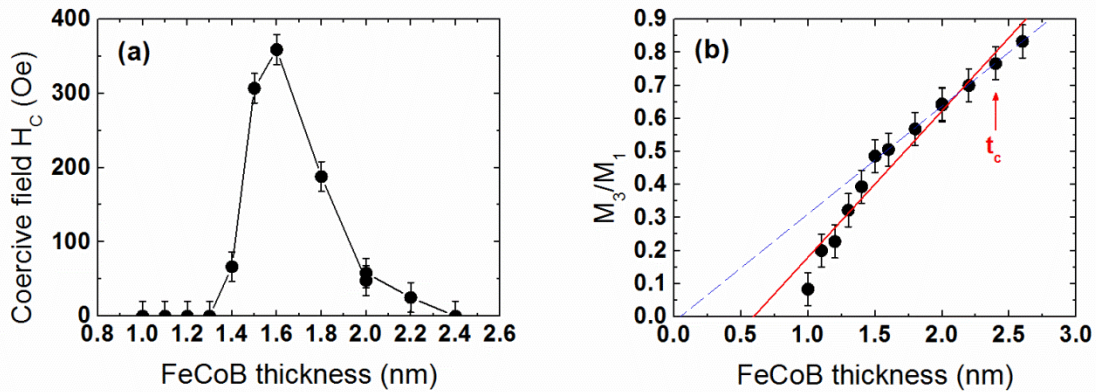 (a)
Coercive field H_C (Oe)
400
300
200
100
0
0.8 1.0 1.2 1.4 1.6 1.8 2.0 2.2 2.4 2.6
FeCoB thickness (nm)
(b)
M_3/M_1
0.9
0.8
0.7
0.6
0.5
0.4
0.3
0.2
0.1
0.0
t_c
0.0 0.5 1.0 1.5 2.0 2.5 3.0
FeCoB thickness (nm)